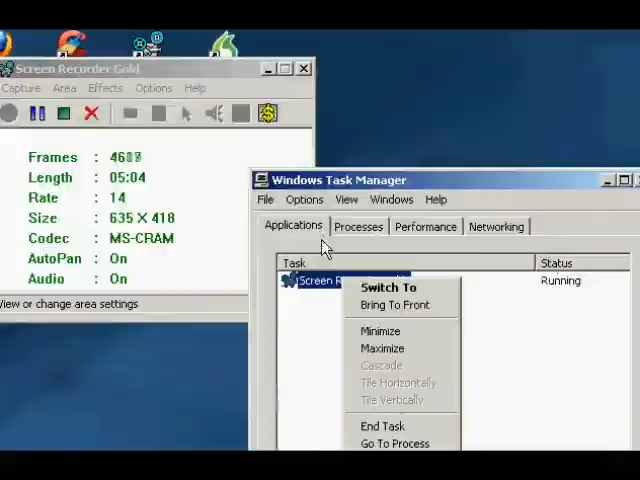 Screen Recorder Gold
Capture Area Effects Options Help
Frames :
Length : 05:04
Rate : 14
Size : 635 X 418
Codec : MS-CRAM
AutoPan : On
Audio : On
View or change area settings
Windows Task Manager
File Options View Windows Help
Applications Processes Performance Networking
Task Status
Screen Running
Switch To
Bring To Front
Minimize
Maximize
Cascade
Tile Horizontally
Tile Vertically
End Task
Go To Process